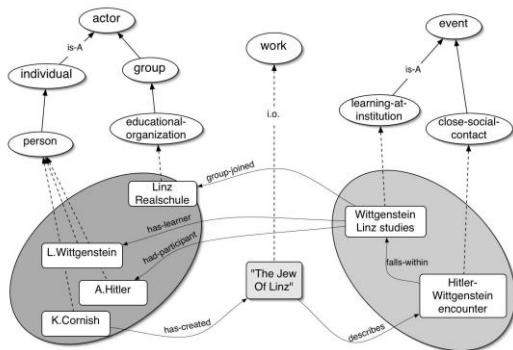 actor
event
is-A
work
is-A
individual
group
i.o.
learning-at-
institution
close-social-
contact
educational-
organization
person
Linz
Realschule
group-joined
Wittgenstein
Linz studies
has-learner
had-participant
L.Wittgenstein
falls-within
A.Hitler
"The Jew
Of Linz"
Hitler-
Wittgenstein
encounter
K.Cornish
has-created
describes